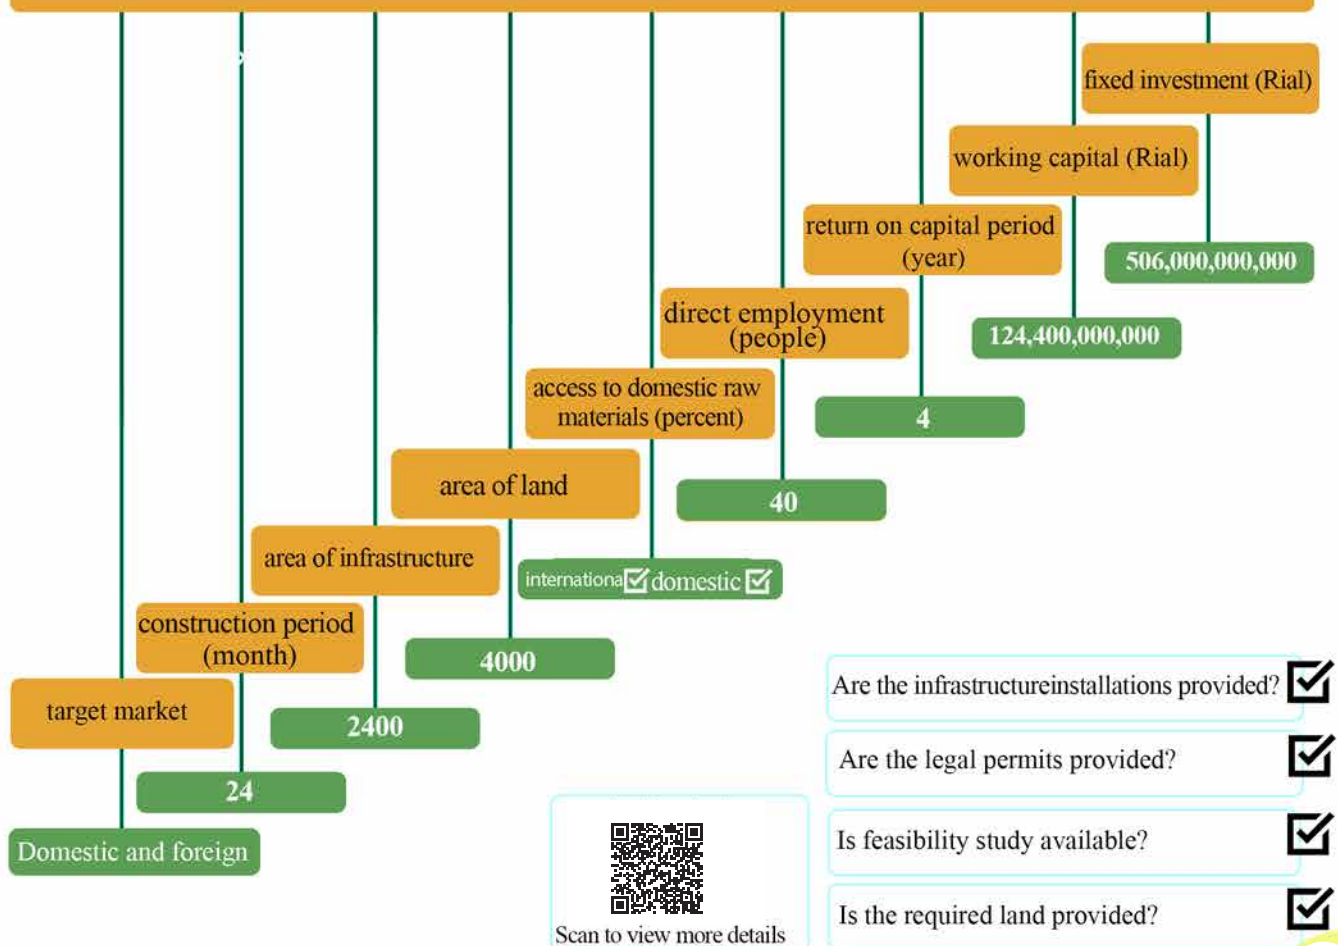 fixed investment (Rial)
506,000,000,000
working capital (Rial)
124,400,000,000
return on capital period
(year)
4
direct employment
(people)
40
access to domestic raw
materials (percent)
internationa domestic
area of land
4000
area of infrastructure
2400
construction period
(month)
24
target market
Domestic and foreign
Are the infrastructureinstallations provided?
Are the legal permits provided?
Is feasibility study available?
Is the required land provided?
Scan to view more details